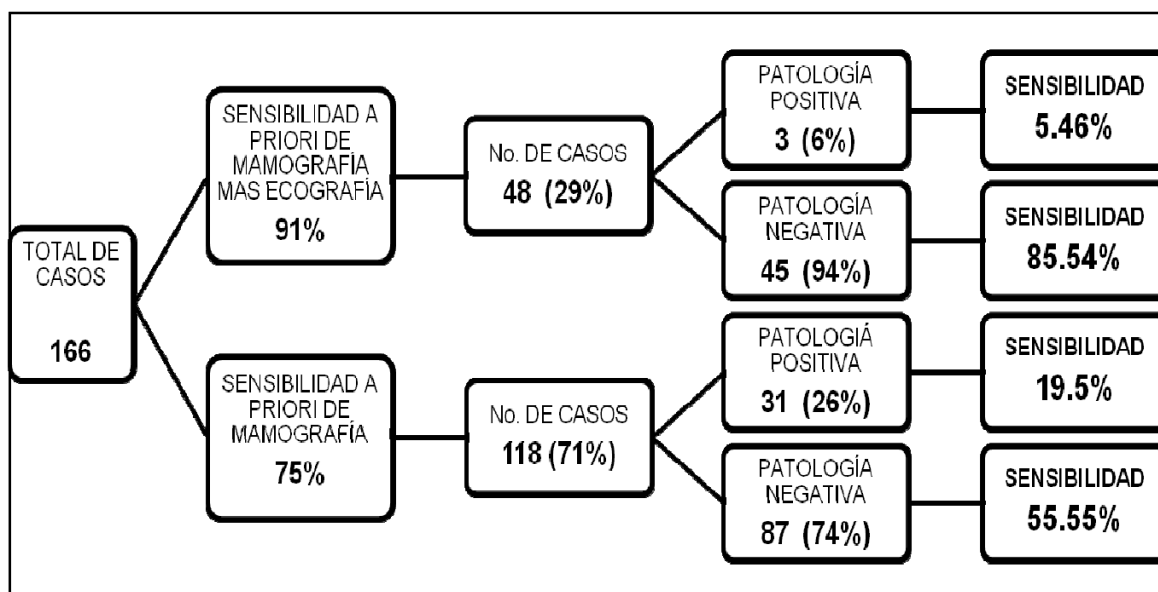 TOTAL DE
CASOS
166
SENSIBILIDAD A
PRIORI DE
MAMOGRAFÍA
MAS ECOGRAFÍA
91%
No. DE CASOS
48 (29%)
PATOLOGÍA
POSITIVA
3 (6%)
SENSIBILIDAD
5.46%
PATOLOGÍA
NEGATIVA
45 (94%)
SENSIBILIDAD
85.54%
SENSIBILIDAD A
PRIORI DE
MAMOGRAFÍA
75%
No. DE CASOS
118 (71%)
PATOLOGIÁ
POSITIVA
31 (26%)
SENSIBILIDAD
19.5%
PATOLOGÍA
NEGATIVA
87 (74%)
SENSIBILIDAD
55.55%